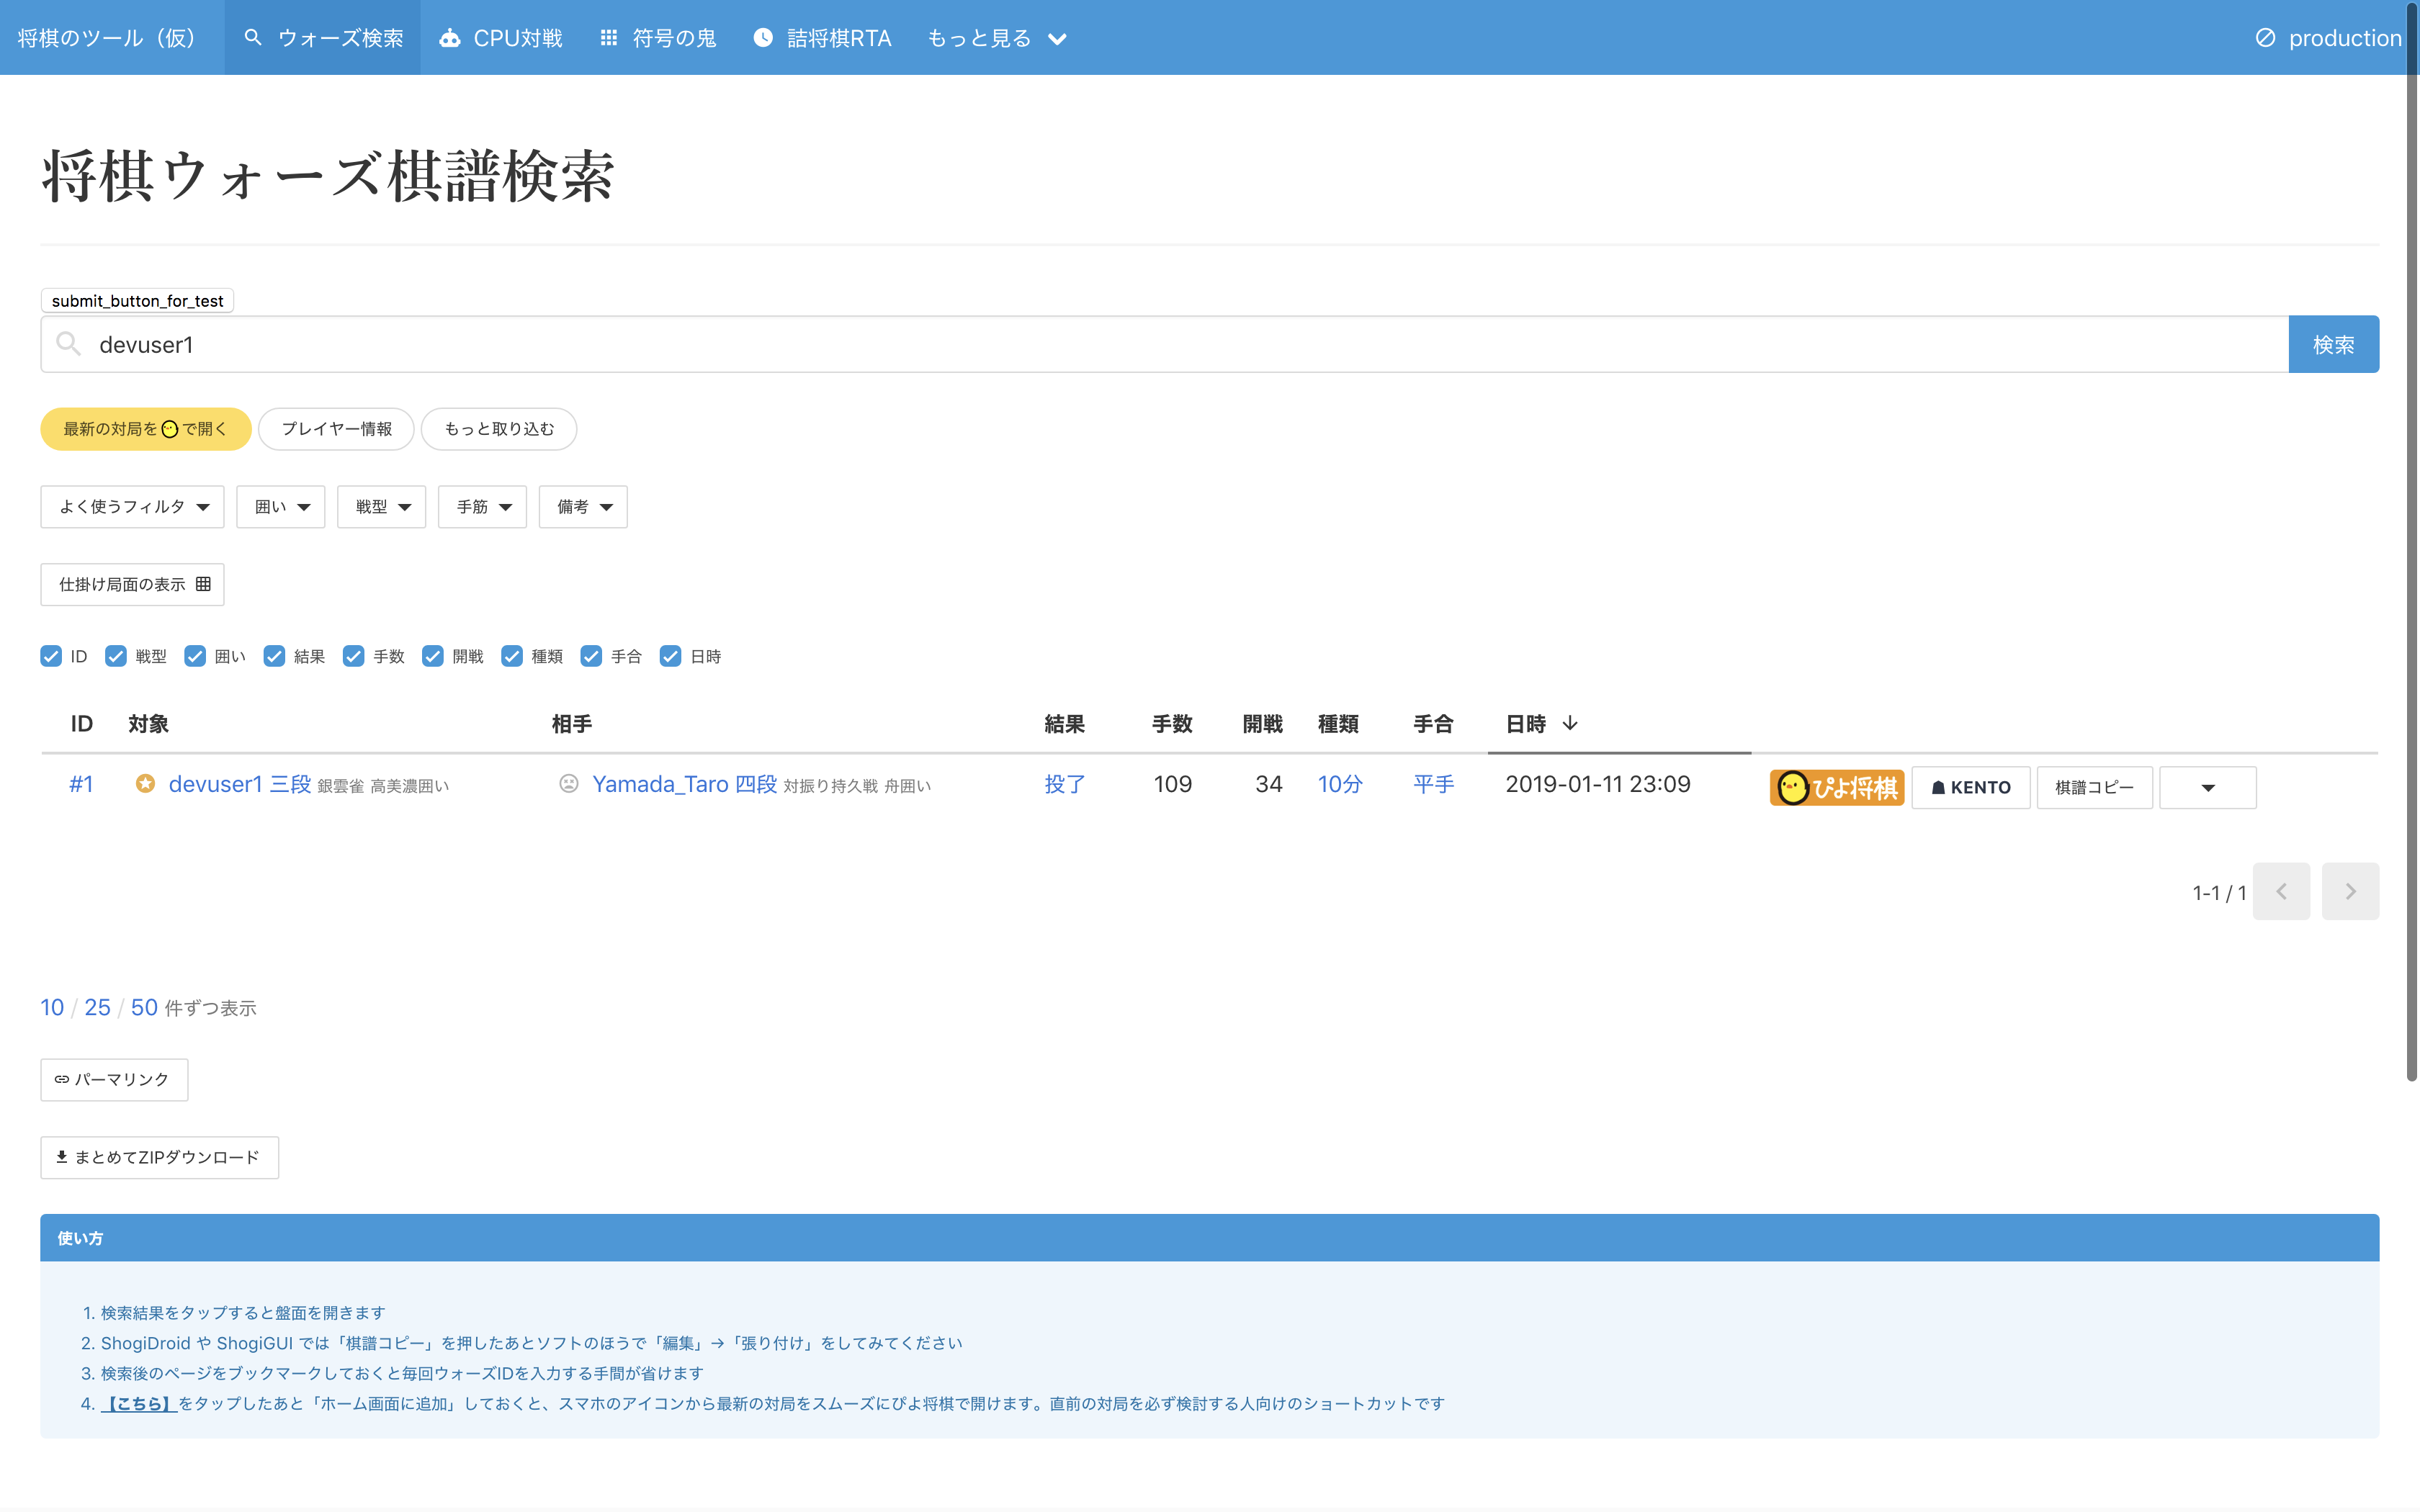 将棋のツール（仮） ウォーズ検索 CPU対戦 符号の鬼 詰将棋RTA もっと見る production
将棋ウォーズ棋譜検索
submit_button_for_test
devuser1 検索
最新の対局を で開く プレイヤー情報 もっと取り込む
よく使うフィルタ 囲い 戦型 手筋 備考
仕掛け局面の表示
ID 戦型 囲い 結果 手数 開戦 種類 手合 日時
ID 対象 相手 結果 手数 開戦 種類 手合 日時 ↓
#1 devuser1 三段 銀雲雀 高美濃囲い Yamada_Taro 四段 対振り持久戦 舟囲い 投了 109 34 10分 平手 2019-01-11 23:09 ぴよ将棋 KENTO 棋譜コピー
1-1 / 1
10 / 25 / 50 件ずつ表示
パーマリンク
まとめてZIPダウンロード
使い方
1. 検索結果をタップすると盤面を開きます
2. ShogiDroid や ShogiGUI では「棋譜コピー」を押したあとソフトのほうで「編集」→「張り付け」をしてみてください
3. 検索後のページをブックマークしておくと毎回ウォーズIDを入力する手間が省けます
4. 【こちら】をタップしたあと「ホーム画面に追加」しておくと、スマホのアイコンから最新の対局をスムーズにぴよ将棋で開けます。直前の対局を必ず検討する人向けのショートカットです